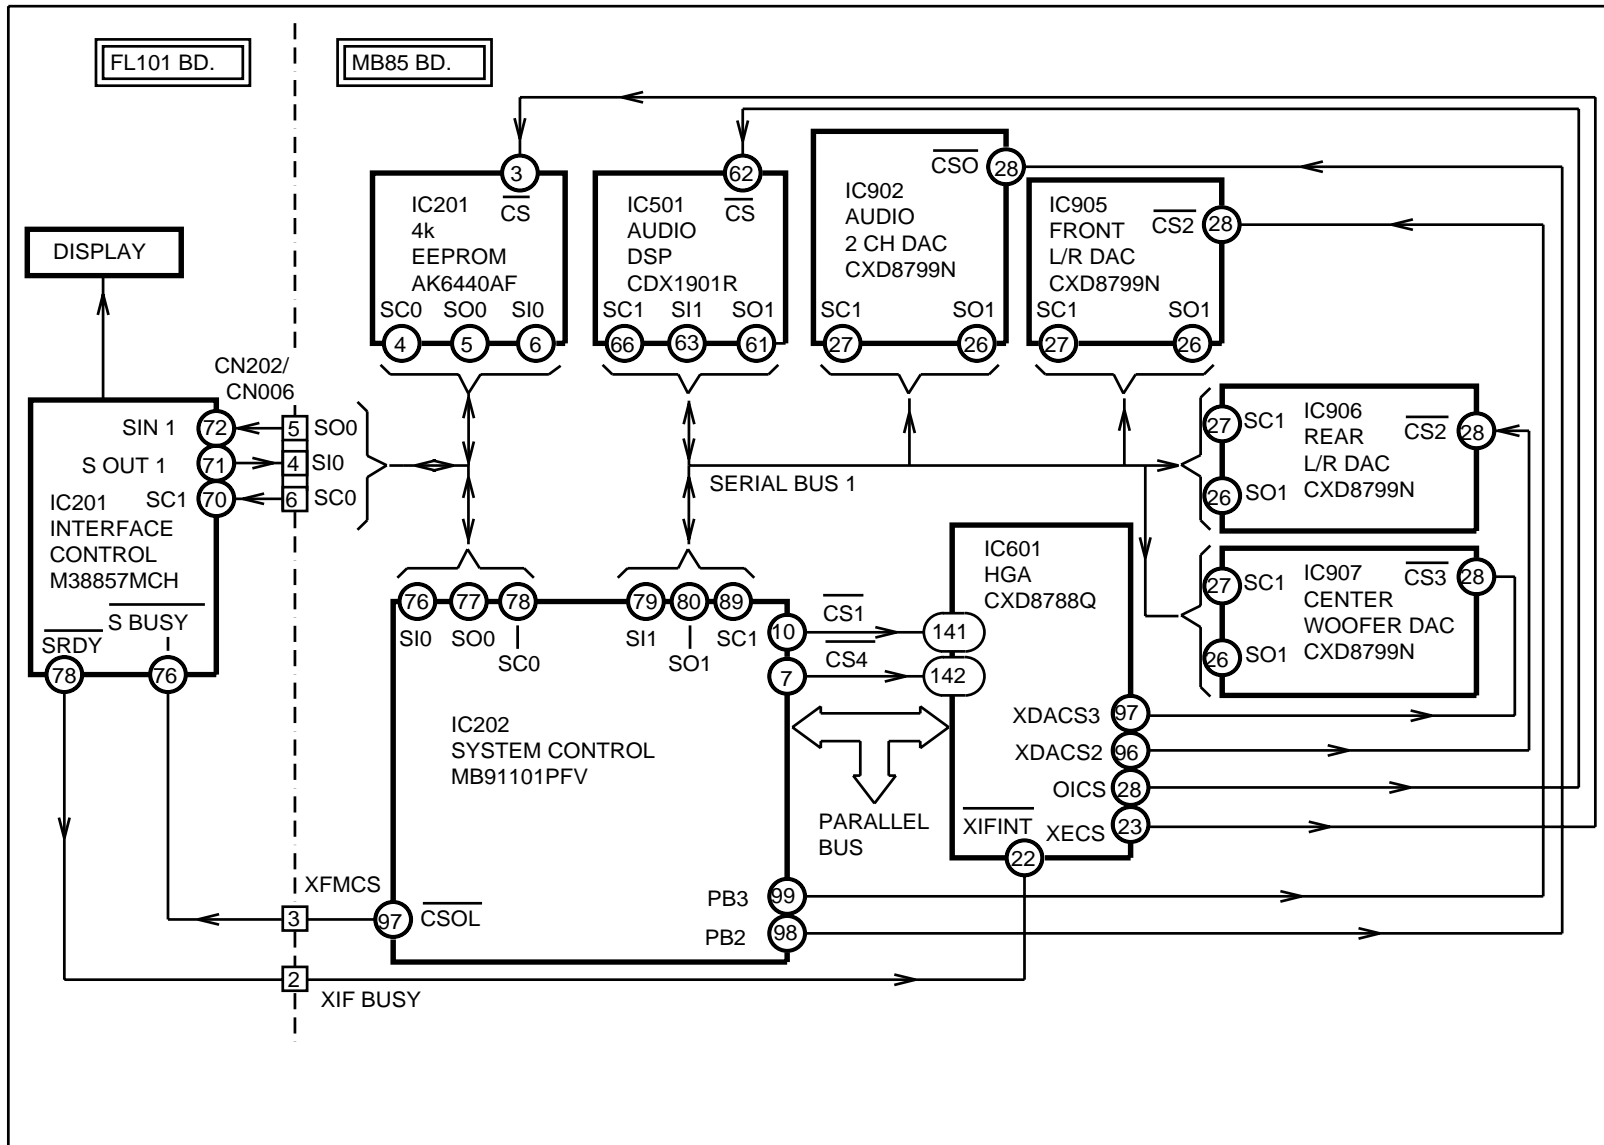 FL101 BD.
MB85 BD.
DISPLAY
3
CS
IC201
4k
EEPROM
AK6440AF
SC0 SO0 SI0
4 5 6
62
CS
IC501
AUDIO
DSP
CDX1901R
SC1 SI1 SO1
66 63 61
CSO 28
IC902
AUDIO
2 CH DAC
CXD8799N
SC1 SO1
27 26
CS2 28
IC905
FRONT
L/R DAC
CXD8799N
SC1 SO1
27 26
CN202/
CN006
SIN 1 72 5 SO0
S OUT 1 71 4 SI0
SC1 70 6 SC0
IC201
INTERFACE
CONTROL
M38857MCH
S BUSY
SRDY
78 76
SERIAL BUS 1
27 SC1
IC906
REAR
L/R DAC
CXD8799N
CS2 28
26 SO1
27 SC1
IC907
CENTER
WOOFER DAC
CXD8799N
CS3 28
26 SO1
76 77 78 79 80 89
SI0 SO0 SC0 SI1 SO1 SC1
10 CS1 141
7 CS4 142
IC601
HGA
CXD8788Q
IC202
SYSTEM CONTROL
MB91101PFV
PARALLEL
BUS
XDACS3 97
XDACS2 96
OICS 28
XECS 23
XIFINT
22
PB3 99
PB2 98
XFMCS
3 97 CSOL
2
XIF BUSY